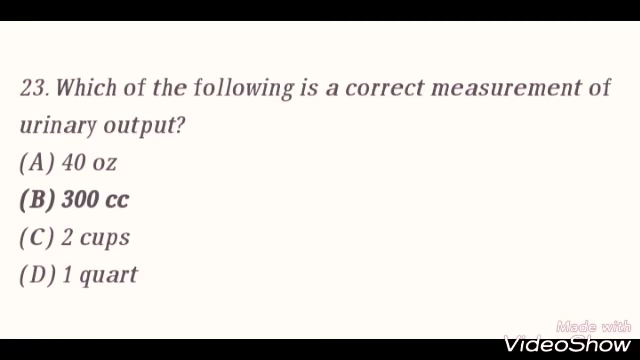 23. Which of the following is a correct measurement of
urinary output?
(A) 40 oz
(B) 300 cc
(C) 2 cups
(D) 1 quart
Made with
VideoShow